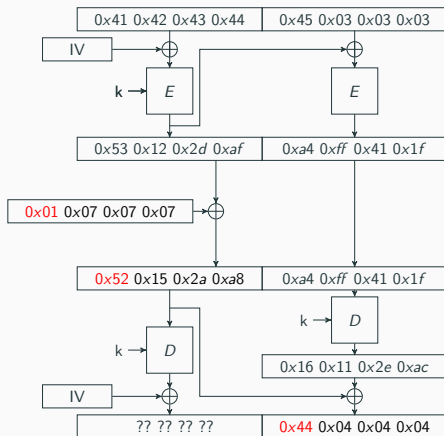 0x41 0x42 0x43 0x44 0x45 0x03 0x03 0x03
IV
k E E
0x53 0x12 0x2d 0xaf 0xa4 0xff 0x41 0x1f
0x01 0x07 0x07 0x07
0x52 0x15 0x2a 0xa8 0xa4 0xff 0x41 0x1f
k D
k D
0x16 0x11 0x2e 0xac
IV
?? ?? ?? ?? 0x44 0x04 0x04 0x04